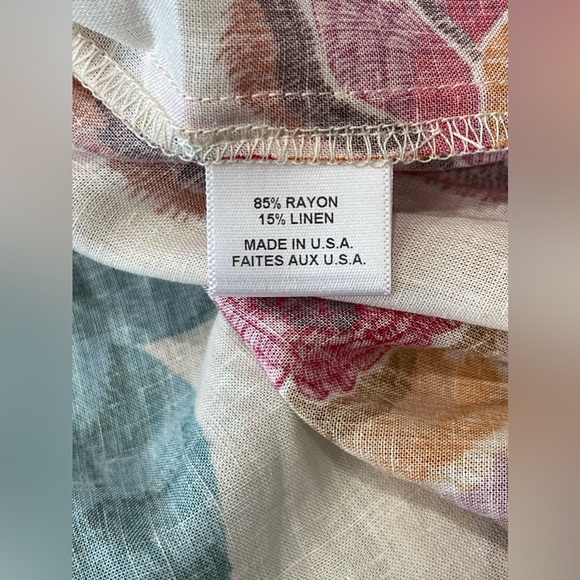 85% RAYON
15% LINEN
MADE IN U.S.A.
FAITES AUX U.S.A.